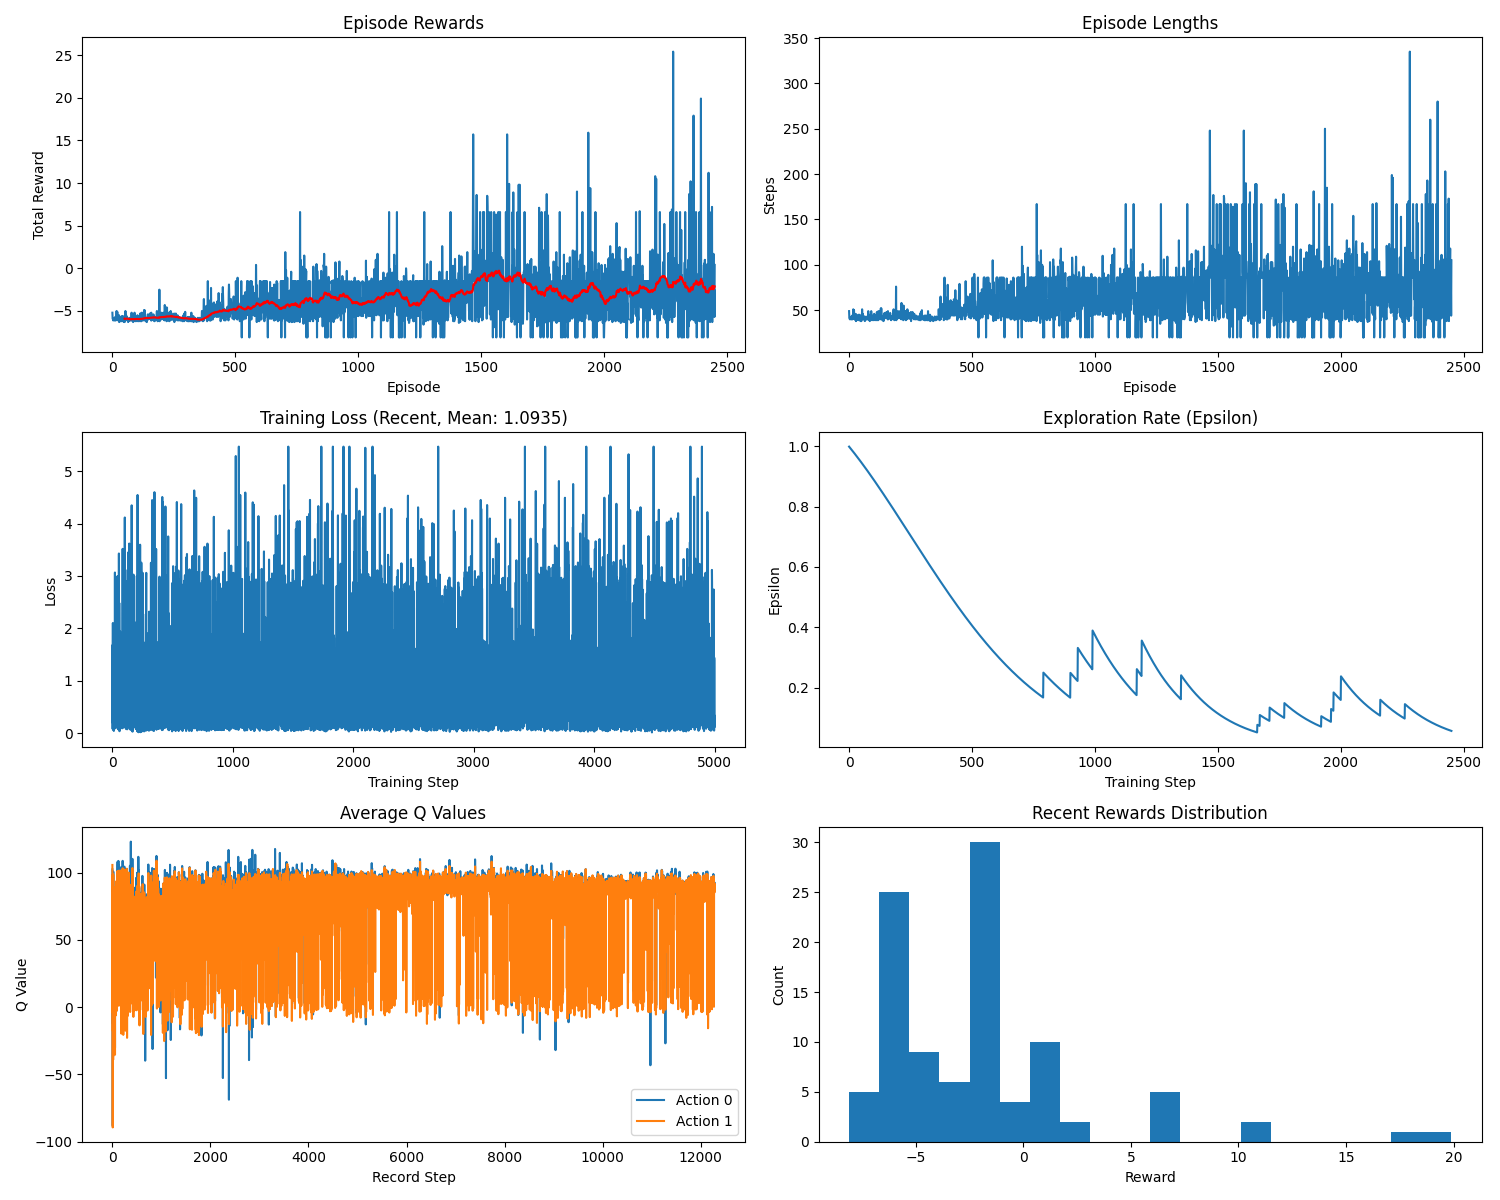 Episode Rewards
Total Reward
25
20
15
10
5
0
−5
0 500 1000 1500 2000 2500
Episode
Episode Lengths
Steps
350
300
250
200
150
100
50
0 500 1000 1500 2000 2500
Episode
Training Loss (Recent, Mean: 1.0935)
Loss
5
4
3
2
1
0
0 1000 2000 3000 4000 5000
Training Step
Exploration Rate (Epsilon)
Epsilon
1.0
0.8
0.6
0.4
0.2
0 500 1000 1500 2000 2500
Training Step
Average Q Values
Q Value
100
50
0
−50
−100
Action 0
Action 1
0 2000 4000 6000 8000 10000 12000
Record Step
Recent Rewards Distribution
Count
30
25
20
15
10
5
0
−5 0 5 10 15 20
Reward